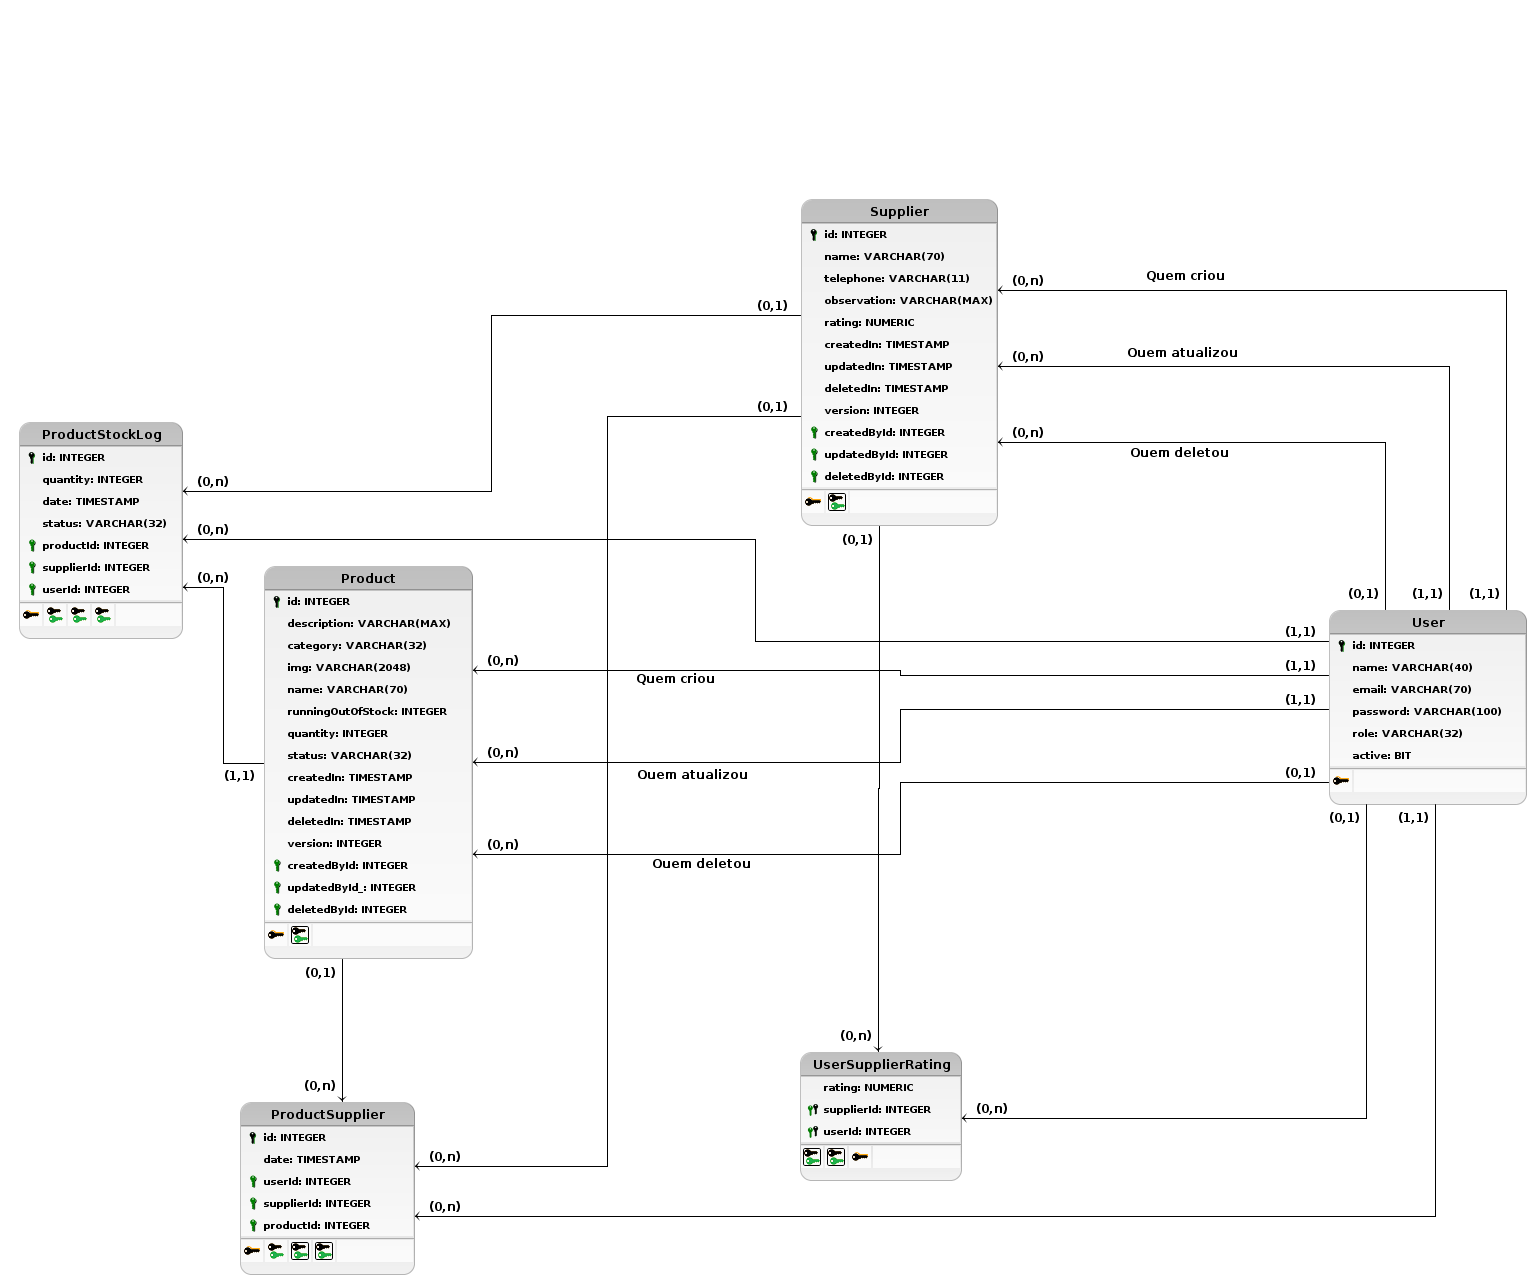 Supplier
id: INTEGER
name: VARCHAR(70)
telephone: VARCHAR(11)
observation: VARCHAR(MAX)
rating: NUMERIC
createdIn: TIMESTAMP
updatedIn: TIMESTAMP
deletedIn: TIMESTAMP
version: INTEGER
createdById: INTEGER
updatedById: INTEGER
deletedById: INTEGER
(0,1)
(0,1)
(0,1)
(0,n)
Quem criou
(0,n)
Ouem atualizou
(0,n)
Ouem deletou
ProductStockLog
id: INTEGER
quantity: INTEGER
date: TIMESTAMP
status: VARCHAR(32)
productId: INTEGER
supplierId: INTEGER
userId: INTEGER
(0,n)
(0,n)
(0,n)
(1,1)
Product
id: INTEGER
description: VARCHAR(MAX)
category: VARCHAR(32)
img: VARCHAR(2048)
name: VARCHAR(70)
runningOutOfStock: INTEGER
quantity: INTEGER
status: VARCHAR(32)
createdIn: TIMESTAMP
updatedIn: TIMESTAMP
deletedIn: TIMESTAMP
version: INTEGER
createdById: INTEGER
updatedById_: INTEGER
deletedById: INTEGER
(0,n)
Quem criou
(0,n)
Ouem atualizou
(0,n)
Ouem deletou
(0,1)
(1,1)
(1,1)
(1,1)
(1,1)
(1,1)
(0,1)
User
id: INTEGER
name: VARCHAR(40)
email: VARCHAR(70)
password: VARCHAR(100)
role: VARCHAR(32)
active: BIT
(0,1)
(1,1)
(0,1)
(0,n)
ProductSupplier
id: INTEGER
date: TIMESTAMP
userId: INTEGER
supplierId: INTEGER
productId: INTEGER
(0,n)
(0,n)
(0,n)
UserSupplierRating
rating: NUMERIC
supplierId: INTEGER
userId: INTEGER
(0,n)